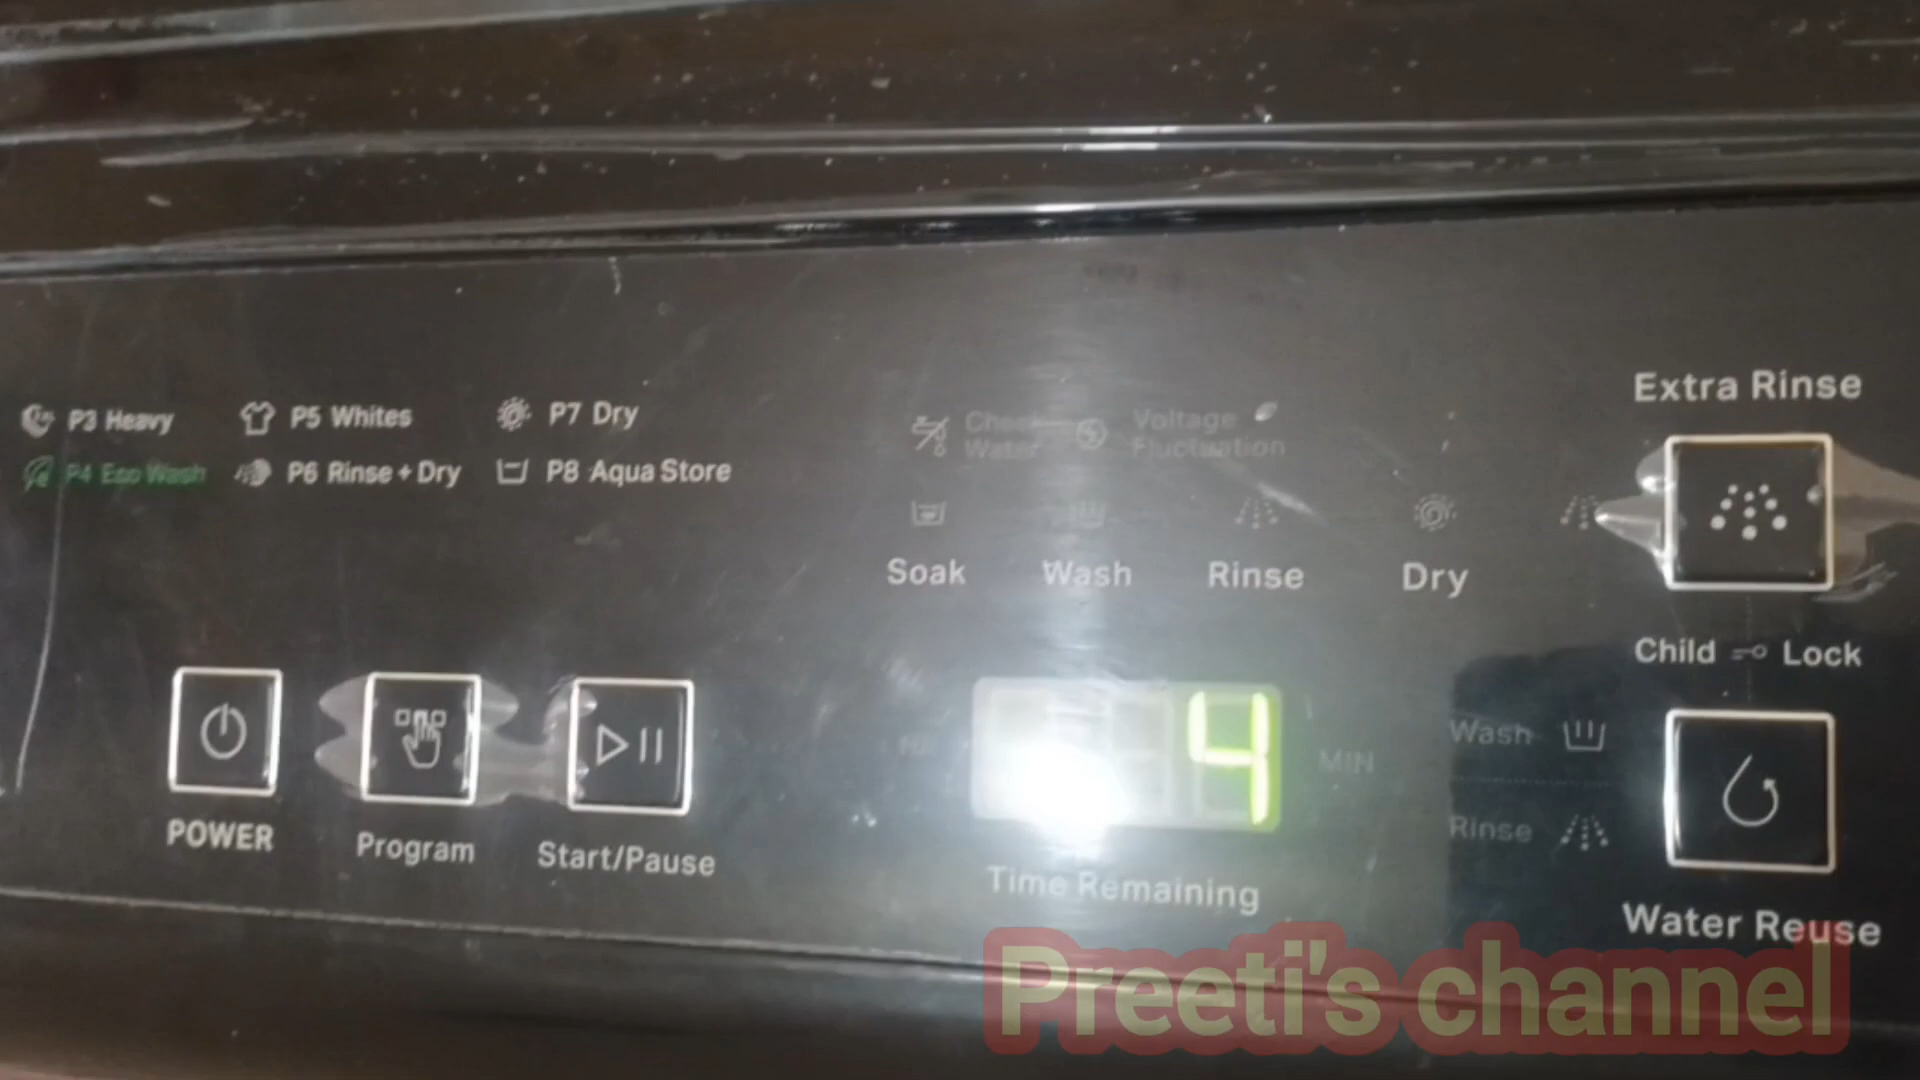 Extra Rinse
P3 Heavy P5 Whites P7 Dry
P4 Eco Wash P6 Rinse + Dry P8 Aqua Store
Check Water
Voltage Fluctuation
Soak Wash Rinse Dry
Child Lock
4
MIN
Wash
Rinse
POWER Program Start/Pause
Time Remaining
Water Reuse
Preeti's channel